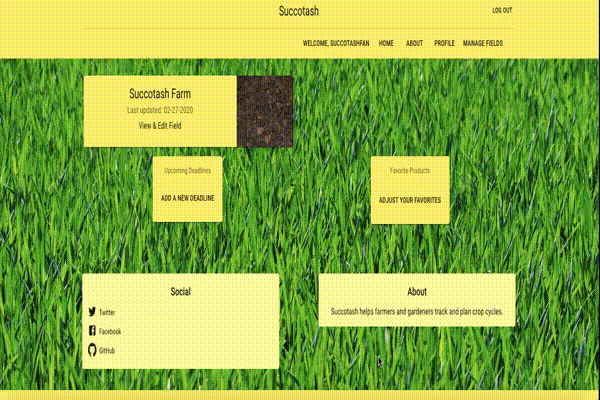 Succotash
LOG OUT
WELCOME, SUCCOTASHFAN HOME ABOUT PROFILE MANAGE FIELDS
Succotash Farm
Last updated: 02-27-2020
View & Edit Field
Upcoming Deadlines
ADD A NEW DEADLINE
Favorite Products
ADJUST YOUR FAVORITES
Social
Twitter
Facebook
GitHub
About
Succotash helps farmers and gardeners track and plan crop cycles.